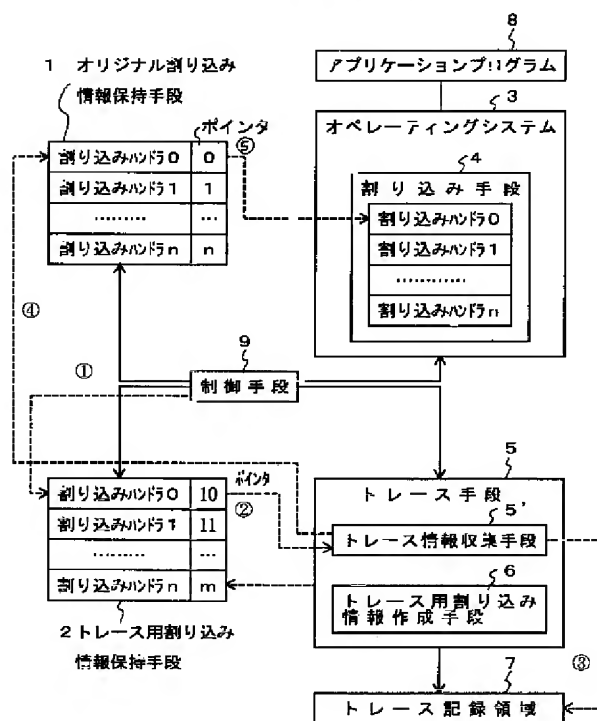 8
アプリケーションプログラム
1 オリジナル割り込み
情報保持手段
3
ポインタ
オペレーティングシステム
割り込みハンドラ0 0
⑤
割り込みハンドラ1 1
……… …
割り込みハンドラn n
4
割り込み手段
割り込みハンドラ0
割り込みハンドラ1
…………
割り込みハンドラn
④
①
9
制御手段
5
ポインタ
トレース手段
割り込みハンドラ0 10
②
5'
割り込みハンドラ1 11
トレース情報収集手段
……… …
6
割り込みハンドラn m
トレース用割り込み
情報作成手段
2トレース用割り込み
情報保持手段
7
③
トレース記録領域